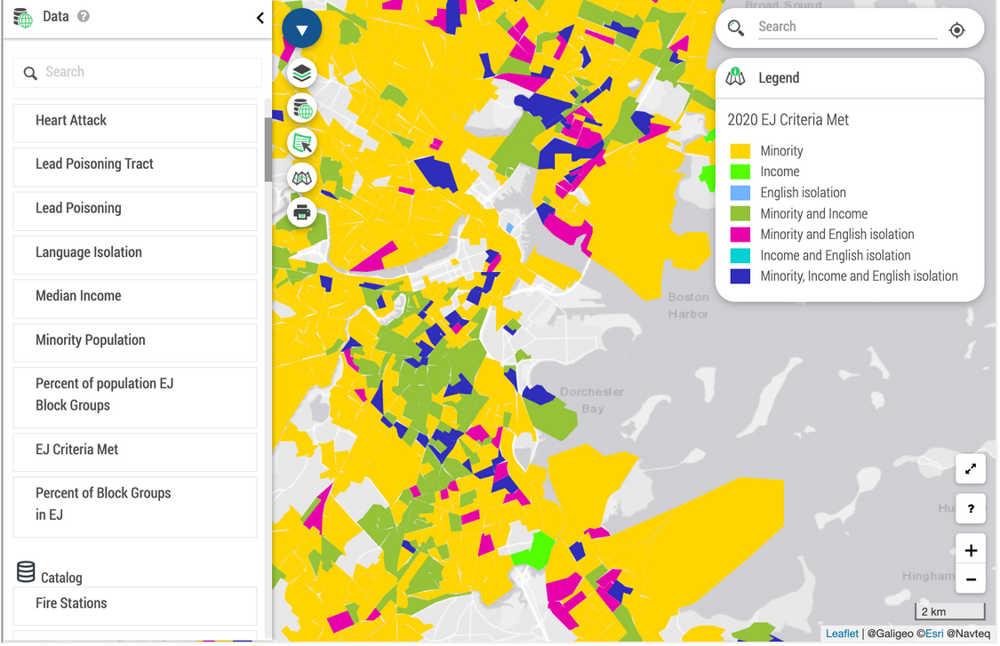 Data ?
Search
Heart Attack
Lead Poisoning Tract
Lead Poisoning
Language Isolation
Median Income
Minority Population
Percent of population EJ
Block Groups
EJ Criteria Met
Percent of Block Groups
in EJ
Catalog
Fire Stations
Broad Sound
Search
Legend
2020 EJ Criteria Met
Minority
Income
English isolation
Minority and Income
Minority and English isolation
Income and English isolation
Minority, Income and English isolation
Boston
Harbor
Dorchester
Bay
Hu
?
+
Hingham
−
2 km
Leaflet | @Galigeo ©Esri @Navteq